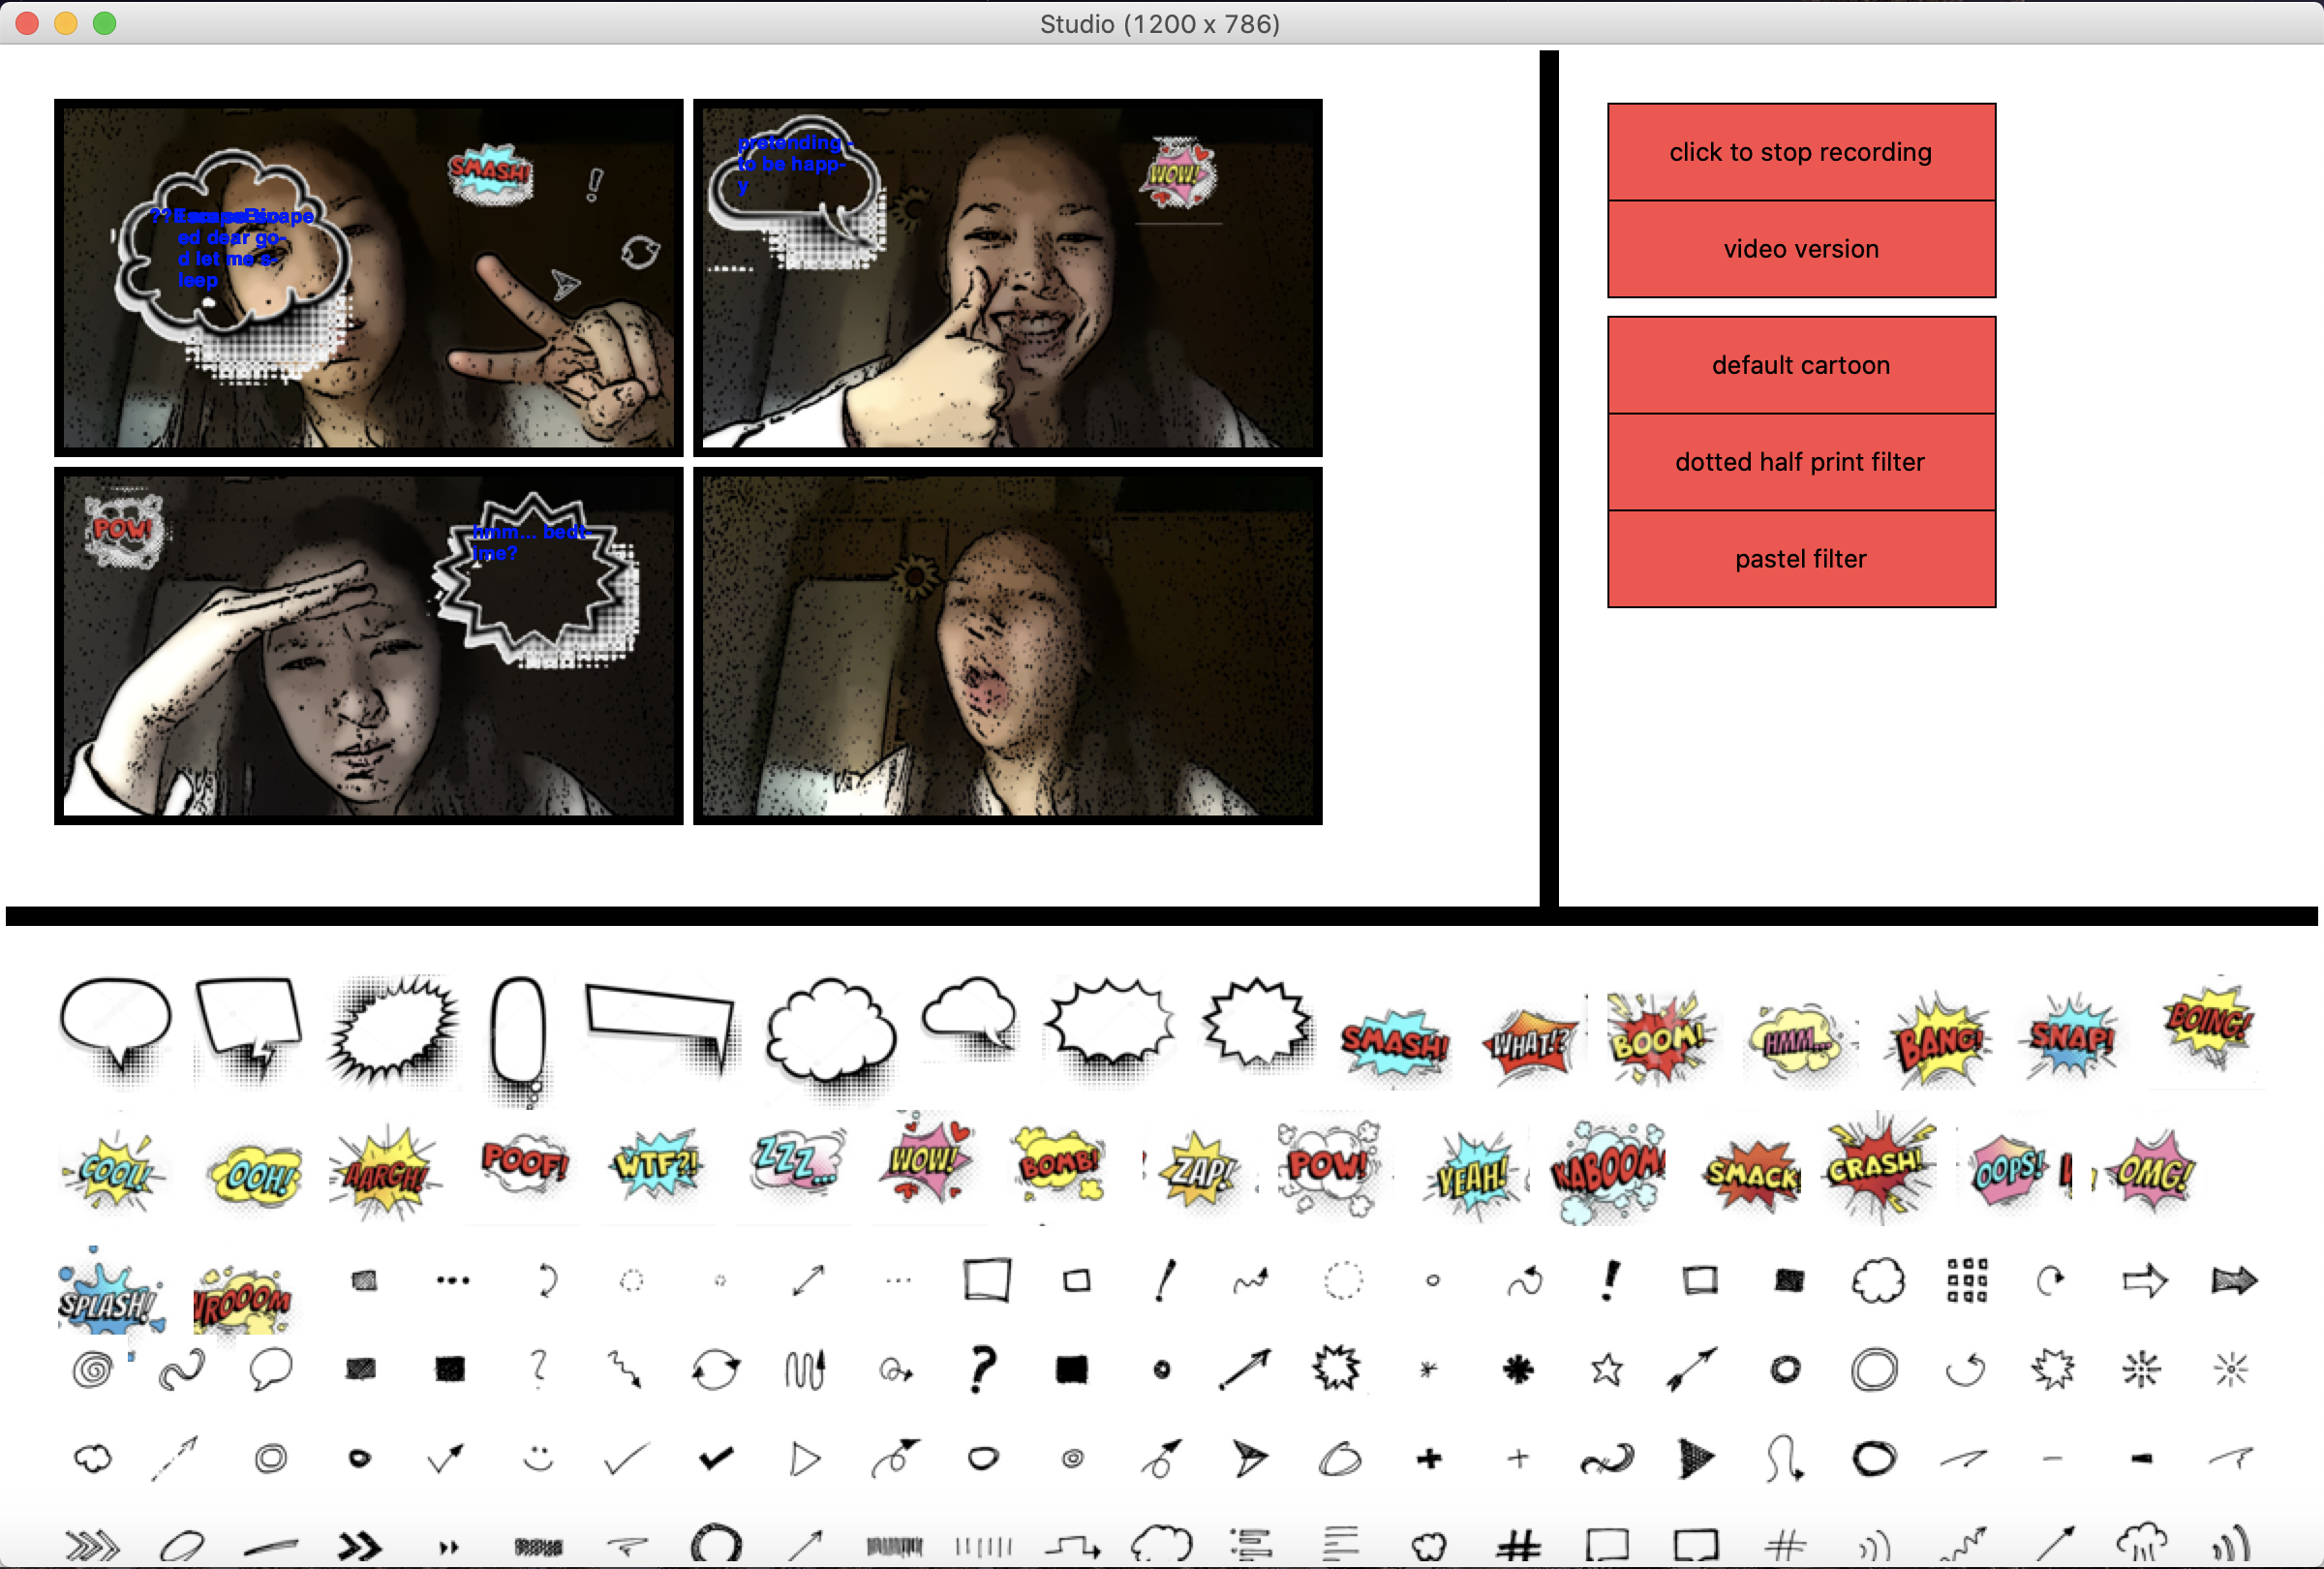 Studio (1200 x 786)
SMASH!
!
ed dear go-
d let me s-
leep
pretending -
to be happ-
y
WOW!
POW!
hmm... bedt-
ime?
click to stop recording
video version
default cartoon
dotted half print filter
pastel filter
SMASH! WHAT!? BOOM! HMM... BANG! SNAP! BOING!
COOL! OOH! AARGH! POOF! WTF?! ZZZ... WOW! BOMB! ZAP! POW! YEAH! KABOOM! SMACK CRASH! OOPS! OMG!
SPLASH! VROOOM
! !
? ?
# #